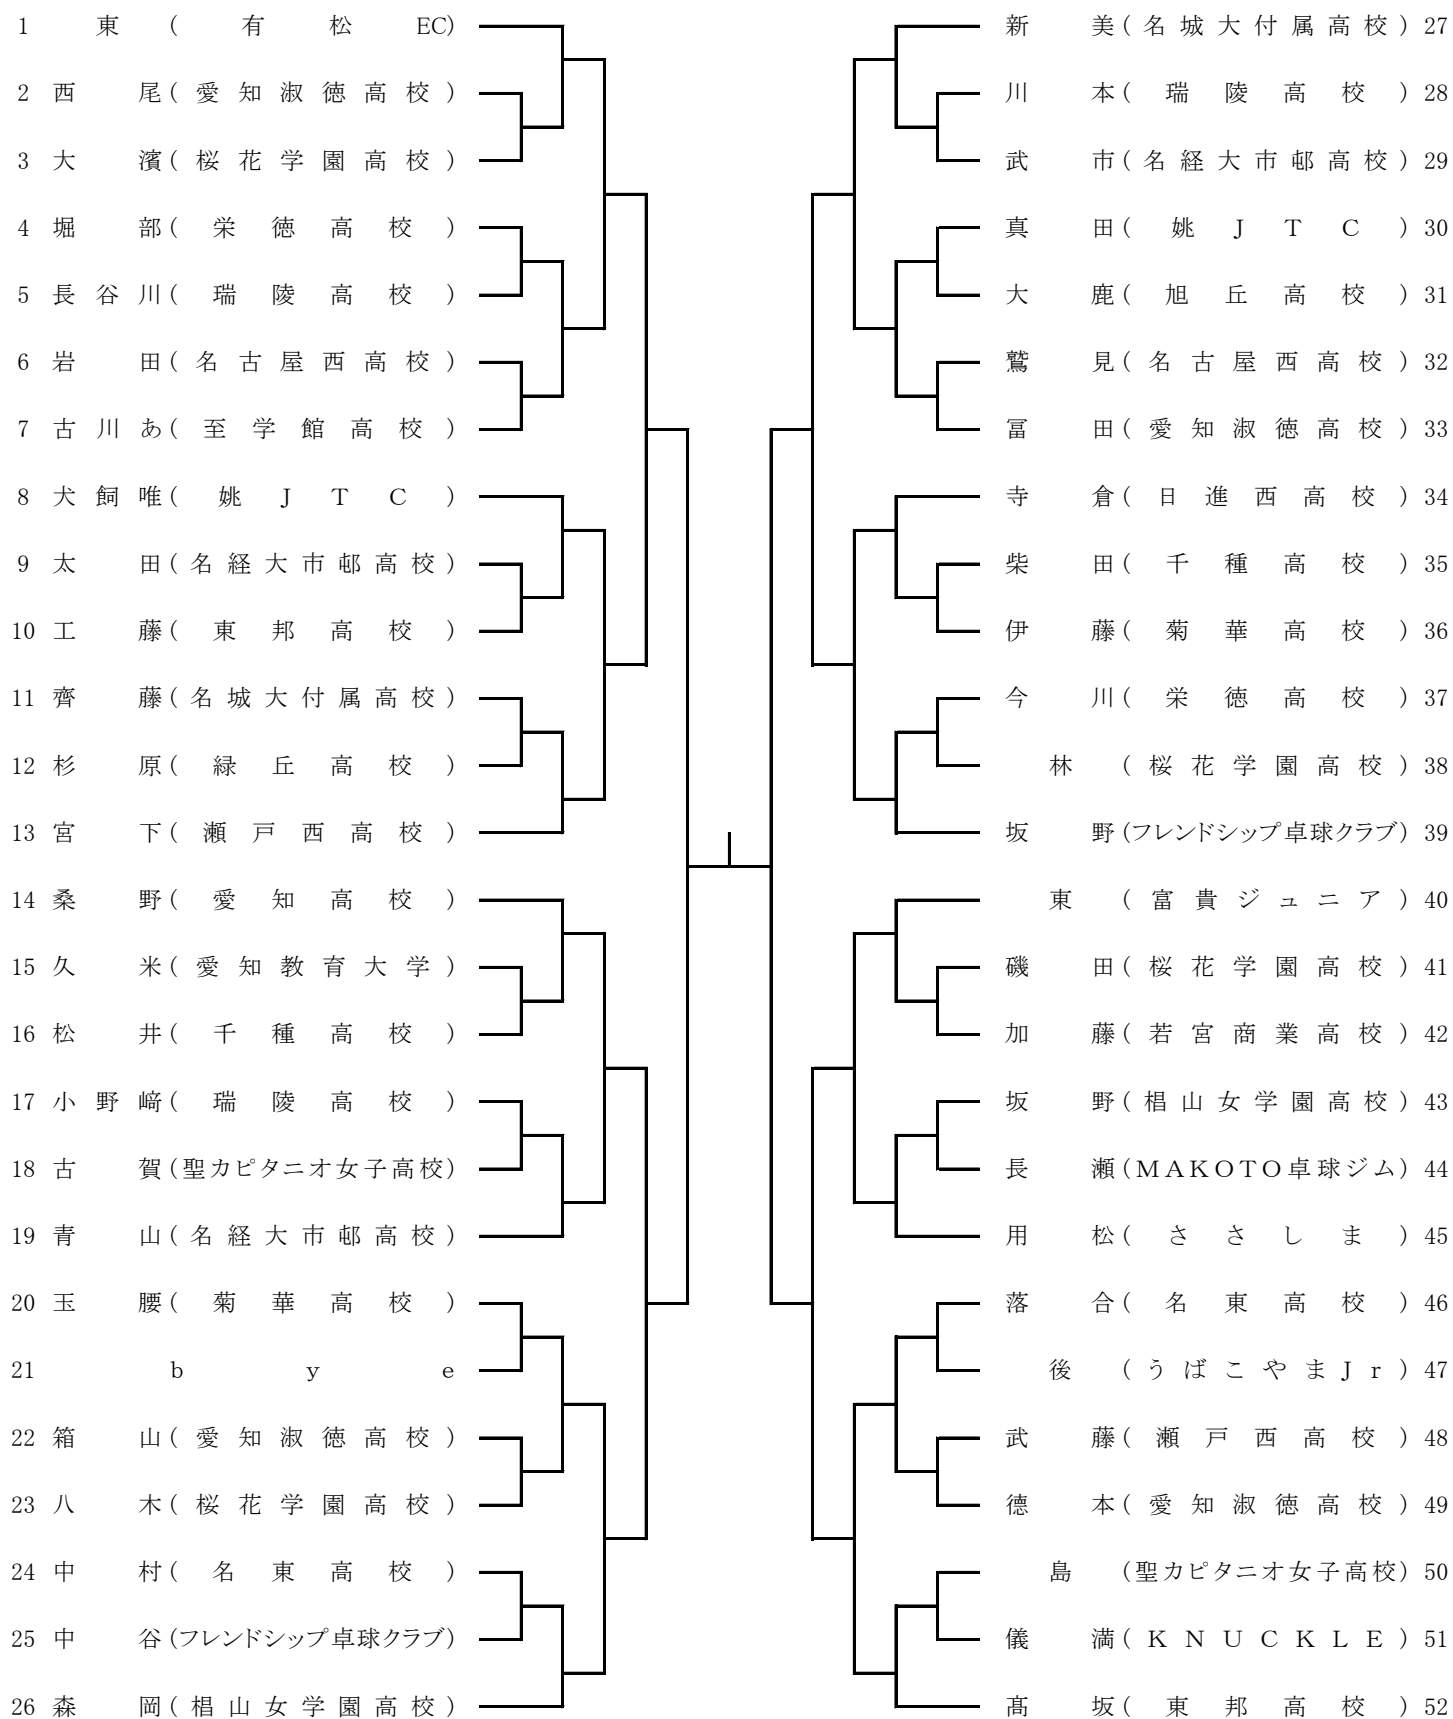 1 東 ( 有松EC)
2 西尾(愛知淑徳高校)
3 大濱(桜花学園高校)
4 堀部(栄徳高校)
5 長谷川(瑞陵高校)
6 岩田(名古屋西高校)
7 古川あ(至学館高校)
8 犬飼唯(姚JTC)
9 太田(名経大市邨高校)
10 工藤(東邦高校)
11 齊藤(名城大付属高校)
12 杉原(緑丘高校)
13 宮下(瀬戸西高校)
14 桑野(愛知高校)
15 久米(愛知教育大学)
16 松井(千種高校)
17 小野﨑(瑞陵高校)
18 古賀(聖カピタニオ女子高校)
19 青山(名経大市邨高校)
20 玉腰(菊華高校)
21 bye
22 箱山(愛知淑徳高校)
23 八木(桜花学園高校)
24 中村(名東高校)
25 中谷(フレンドシップ卓球クラブ)
26 森岡(椙山女学園高校)
新美(名城大付属高校) 27
川本(瑞陵高校) 28
武市(名経大市邨高校) 29
真田(姚JTC) 30
大鹿(旭丘高校) 31
鷲見(名古屋西高校) 32
冨田(愛知淑徳高校) 33
寺倉(日進西高校) 34
柴田(千種高校) 35
伊藤(菊華高校) 36
今川(栄徳高校) 37
林(桜花学園高校) 38
坂野(フレンドシップ卓球クラブ) 39
東(富貴ジュニア) 40
磯田(桜花学園高校) 41
加藤(若宮商業高校) 42
坂野(椙山女学園高校) 43
長瀬(MAKOTO卓球ジム) 44
用松(ささしま) 45
落合(名東高校) 46
後(うばこやまJr) 47
武藤(瀬戸西高校) 48
德本(愛知淑徳高校) 49
島(聖カピタニオ女子高校) 50
儀満(KNUCKLE) 51
髙坂(東邦高校) 52